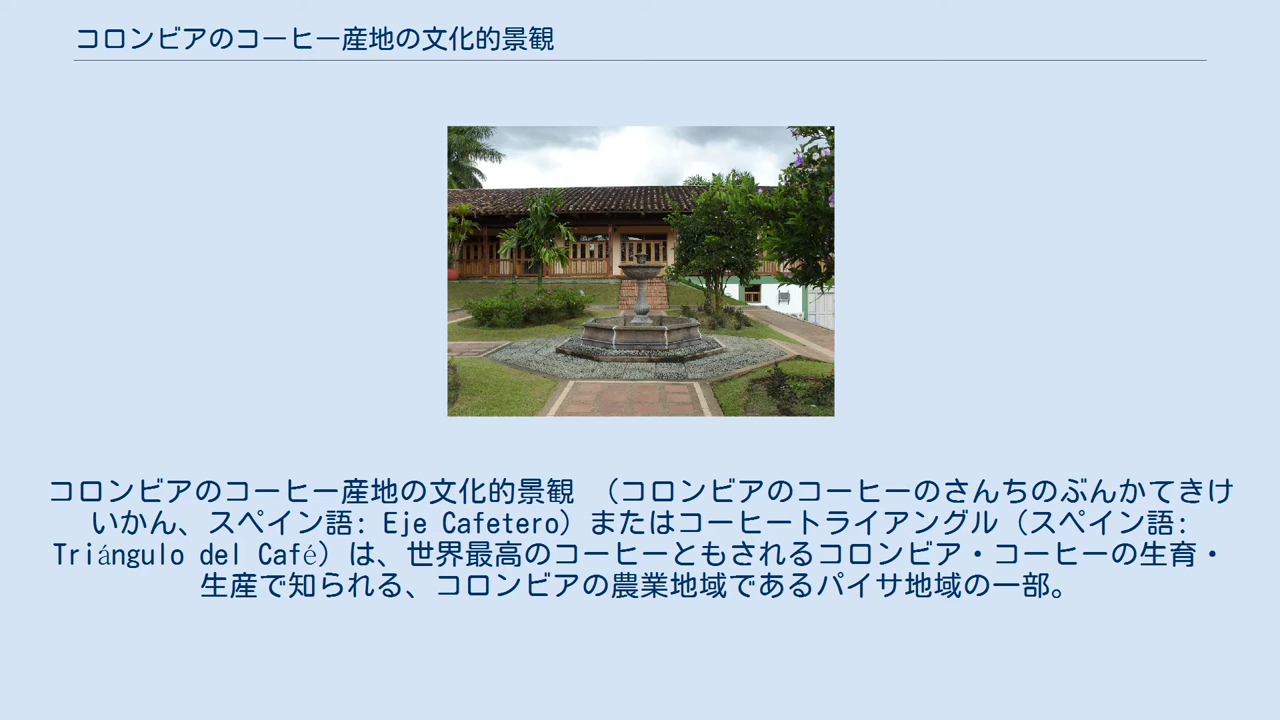 コロンビアのコーヒー産地の文化的景観
コロンビアのコーヒー産地の文化的景観 （コロンビアのコーヒーのさんちのぶんかてきけ
いかん、スペイン語: Eje Cafetero）またはコーヒートライアングル（スペイン語:
Triángulo del Café）は、世界最高のコーヒーともされるコロンビア・コーヒーの生育・
生産で知られる、コロンビアの農業地域であるパイサ地域の一部。